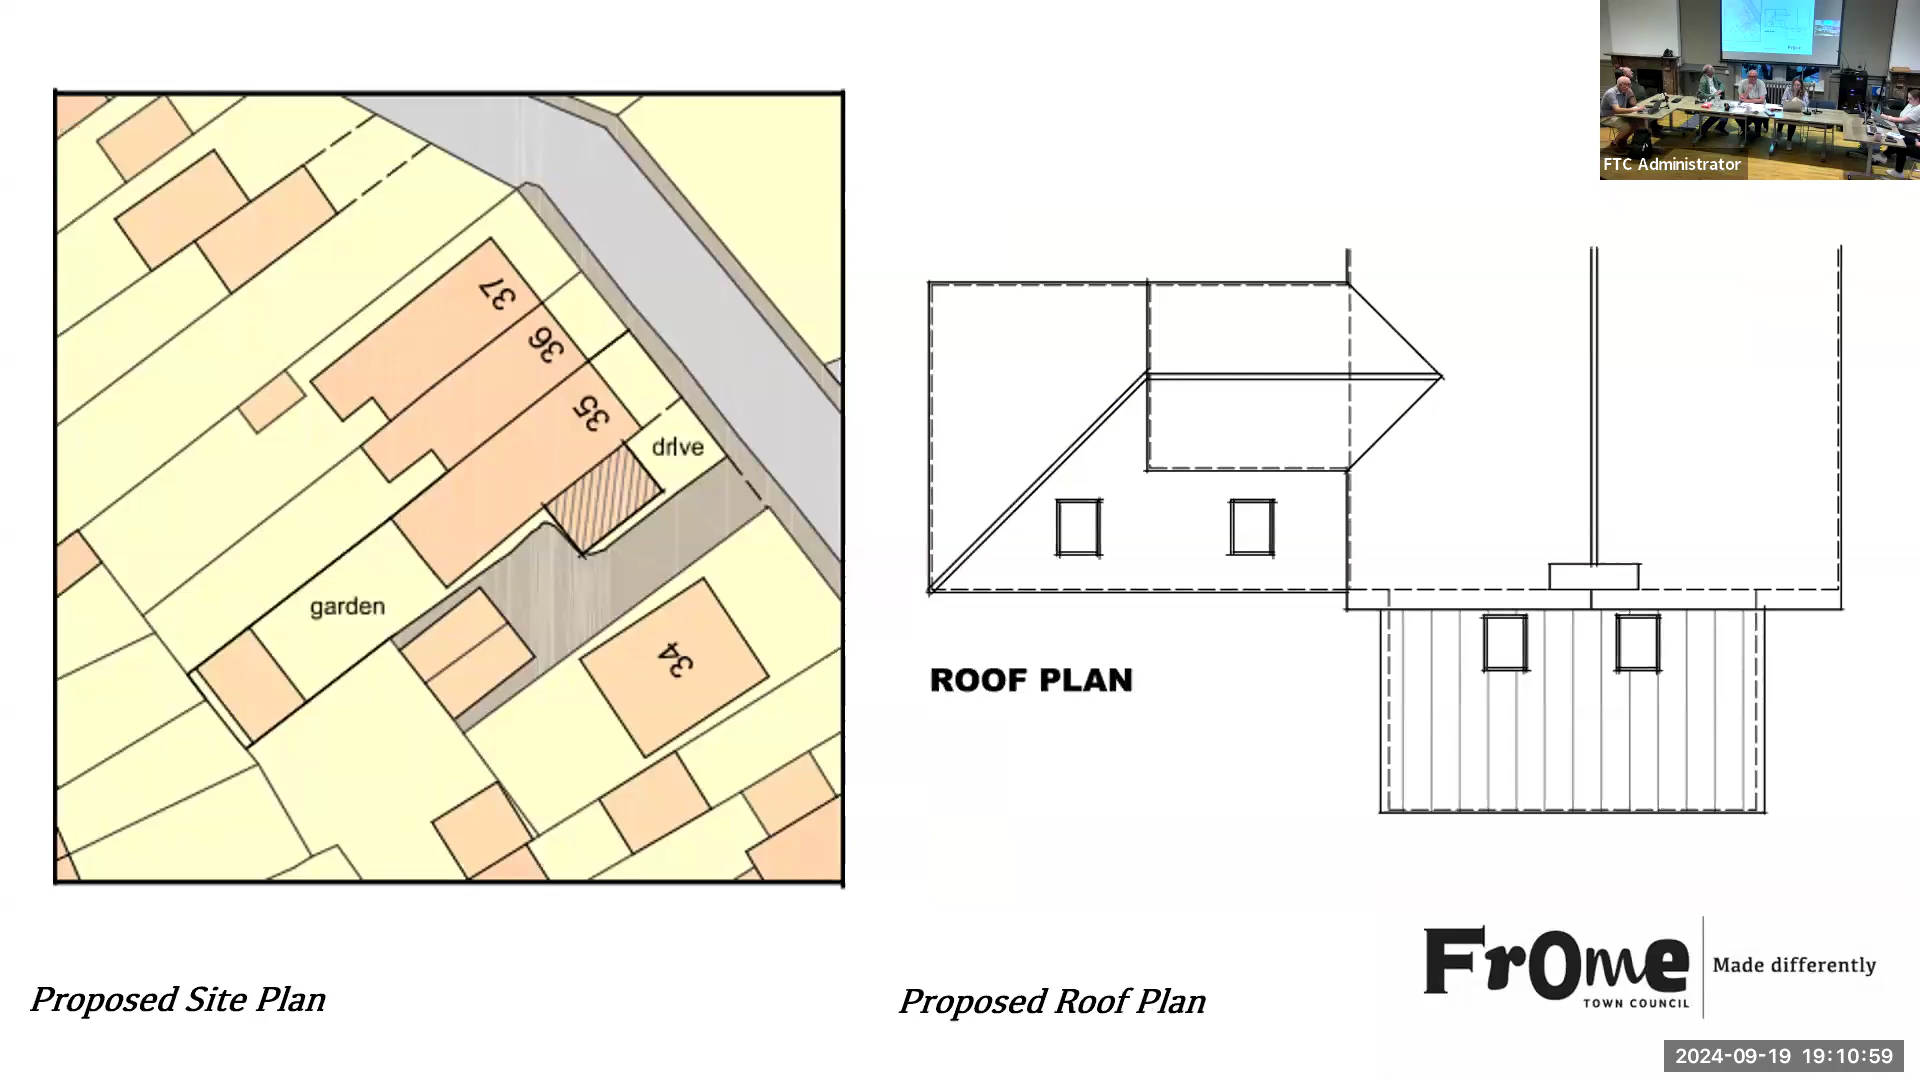 FTC Administrator
37
36
35
drive
garden
34
ROOF PLAN
Proposed Site Plan
Proposed Roof Plan
Frome
TOWN COUNCIL
Made differently
2024-09-19 19:10:59